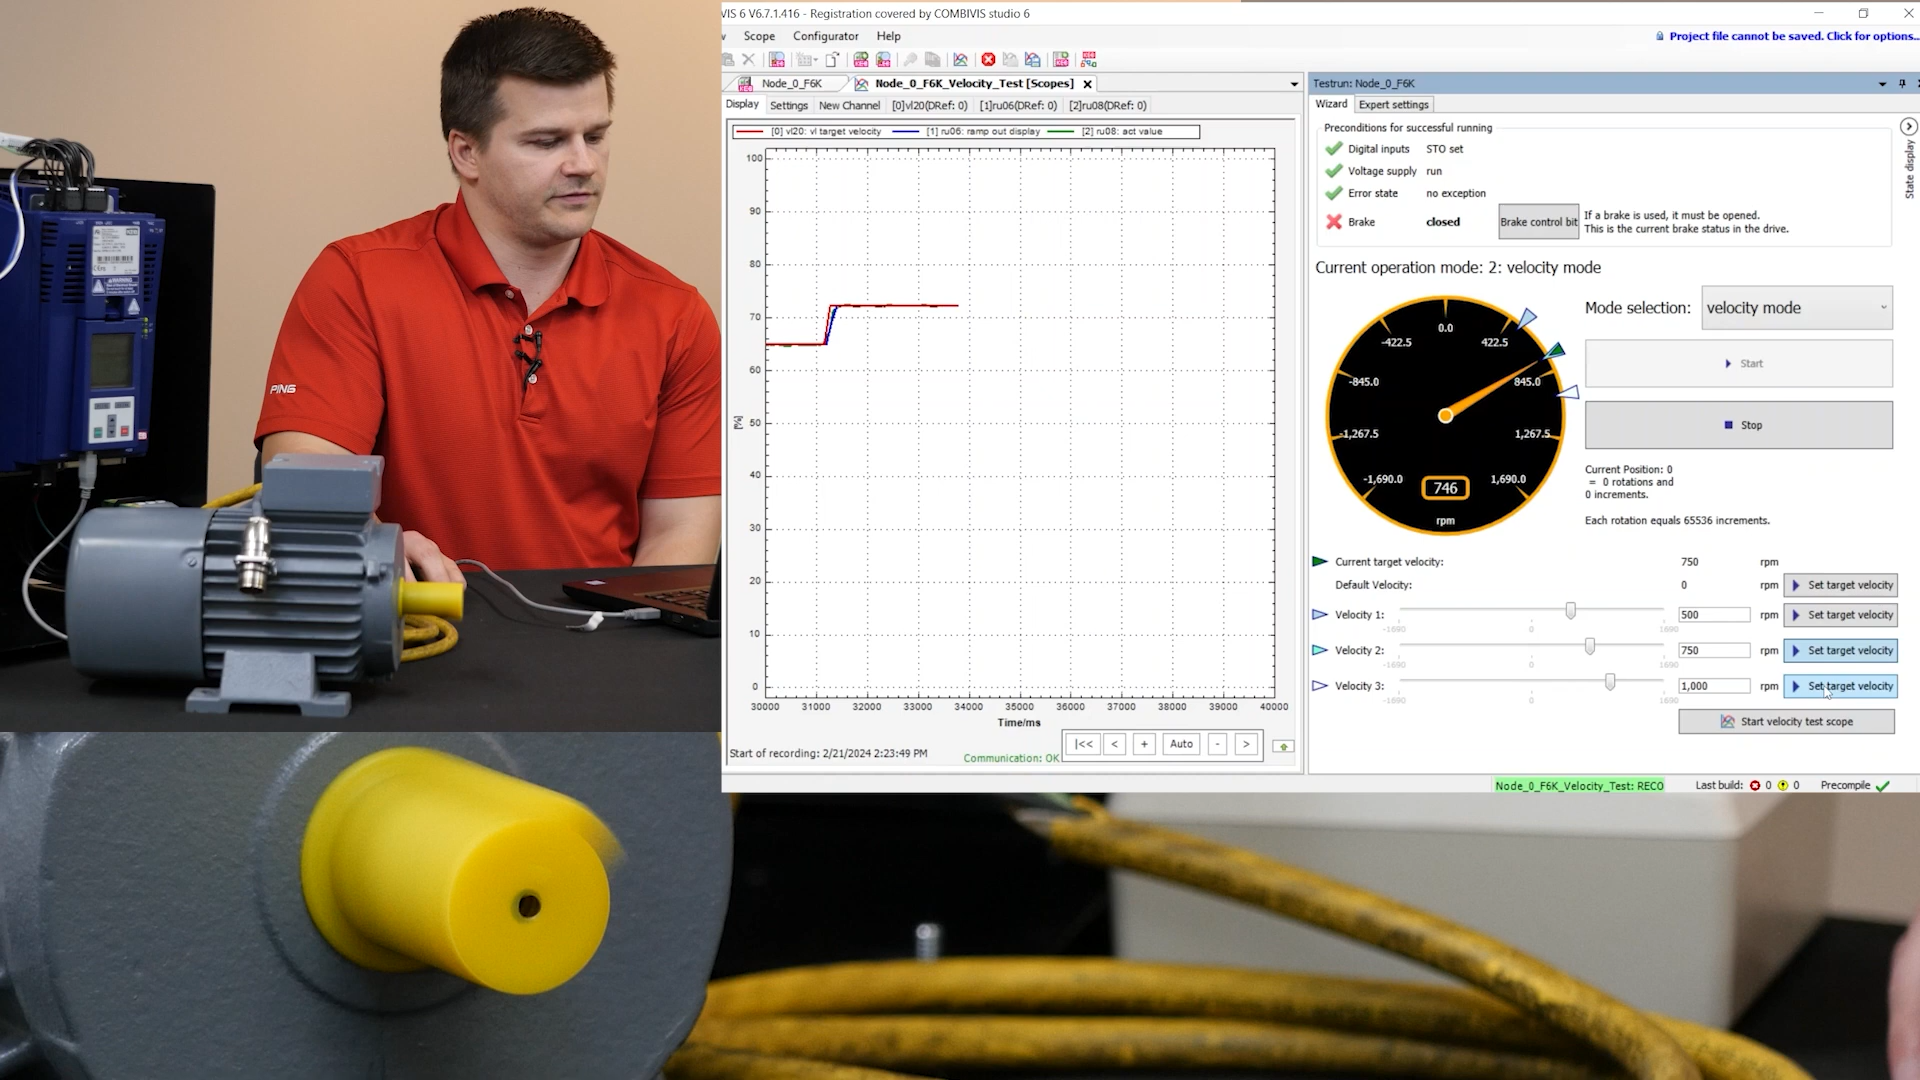 VIS 6 V6.7.1.416 - Registration covered by COMBIVIS studio 6
Scope Configurator Help
Project file cannot be saved. Click for options...
Node_0_F6K Node_0_F6K_Velocity_Test [Scopes]
Display Settings New Channel [0]vl20(DRef: 0) [1]ru06(DRef: 0) [2]ru08(DRef: 0)
[0] vl20: vl target velocity [1] ru06: ramp out display [2] ru08: act value
100
90
80
70
60
50
40
30
20
10
0
[%]
30000 31000 32000 33000 34000 35000 36000 37000 38000 39000 40000
Time/ms
Start of recording: 2/21/2024 2:23:49 PM
Communication: OK
|<< < + Auto - >
Testrun: Node_0_F6K
Wizard Expert settings
Preconditions for successful running
Digital inputs STO set
Voltage supply run
Error state no exception
Brake closed Brake control bit
If a brake is used, it must be opened.
This is the current brake status in the drive.
State display
Current operation mode: 2: velocity mode
0.0
-422.5 422.5
-845.0 845.0
-1,267.5 1,267.5
-1,690.0 1,690.0
746
rpm
Mode selection: velocity mode
Start
Stop
Current Position: 0
= 0 rotations and
0 increments.
Each rotation equals 65536 increments.
Current target velocity: 750 rpm
Default Velocity: 0 rpm Set target velocity
Velocity 1: 500 rpm Set target velocity
-1690 0 1690
Velocity 2: 750 rpm Set target velocity
-1690 0 1690
Velocity 3: 1,000 rpm Set target velocity
-1690 0 1690
Start velocity test scope
Node_0_F6K_Velocity_Test: RECO Last build: 0 0 Precompile
PING